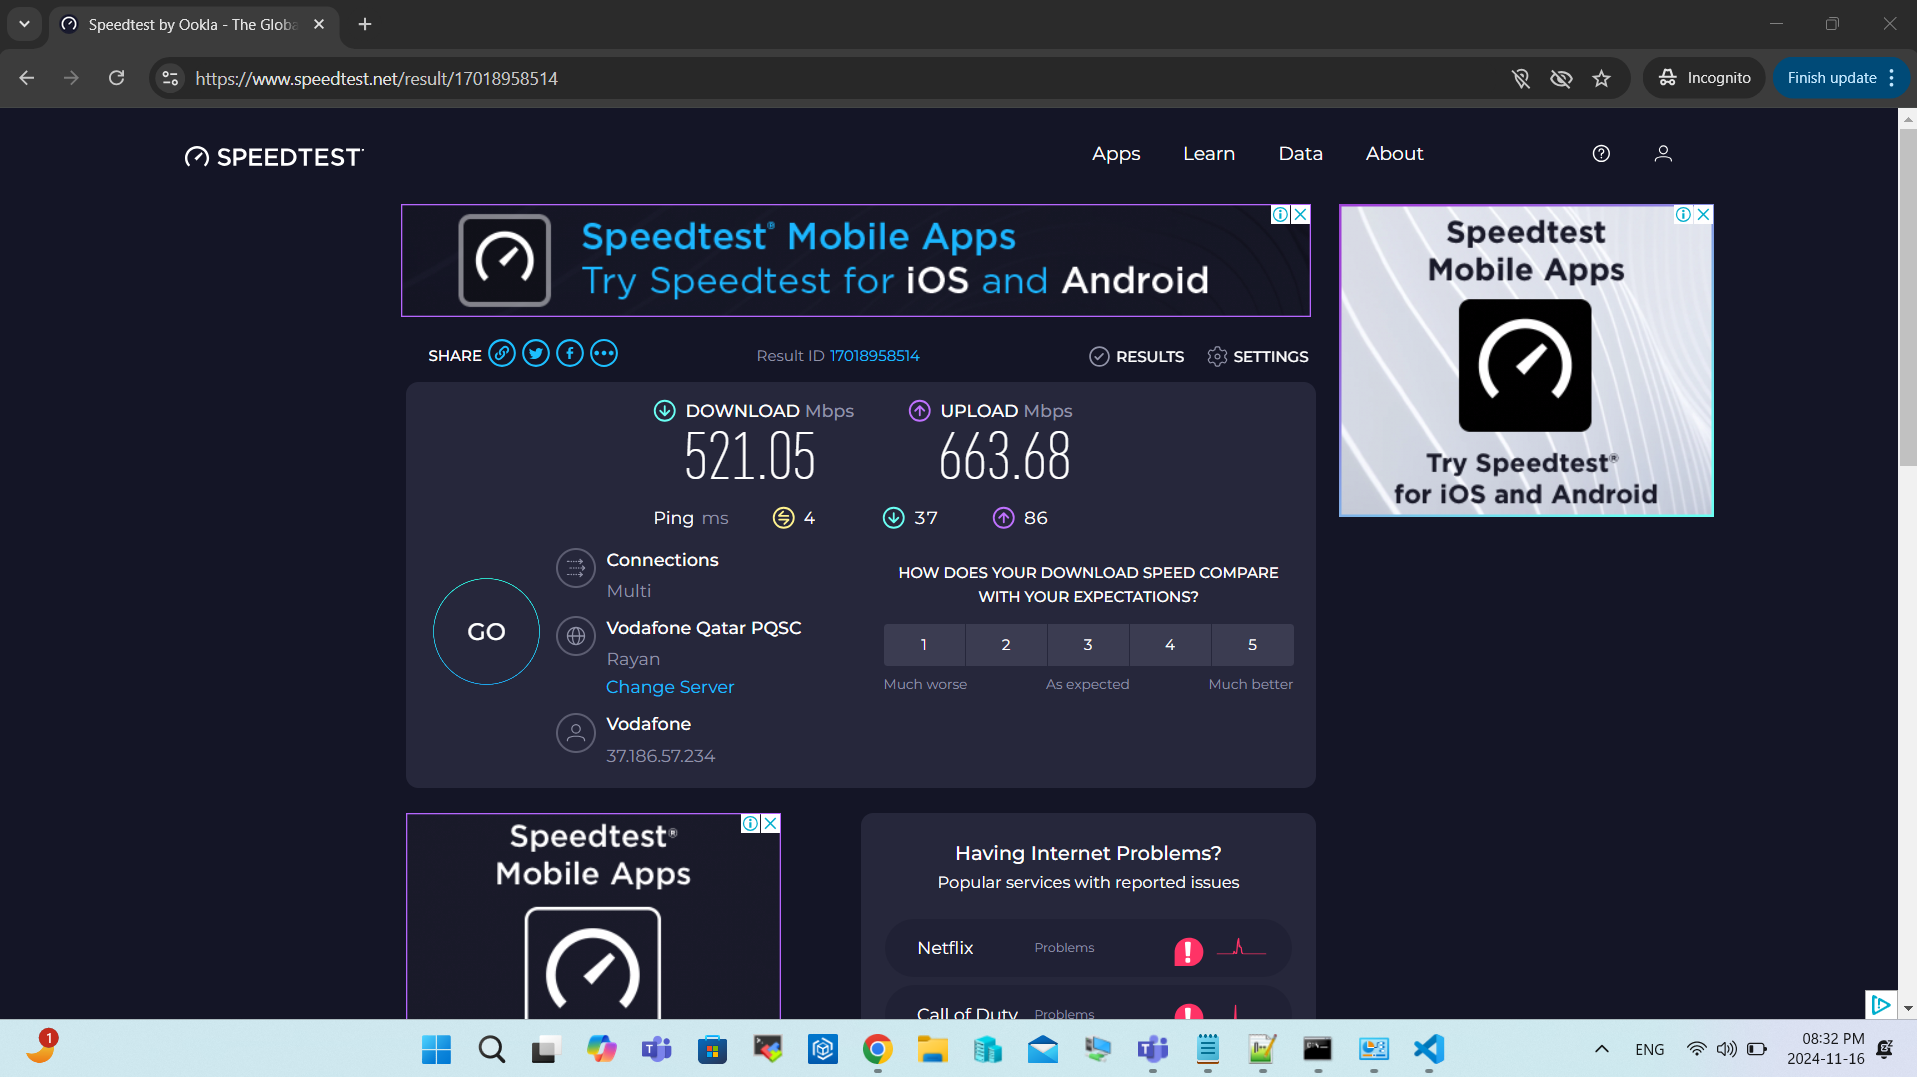 Speedtest by Ookla - The Globa
https://www.speedtest.net/result/17018958514
Incognito
Finish update
SPEEDTEST
Apps
Learn
Data
About
Speedtest® Mobile Apps
Try Speedtest for iOS and Android
Speedtest
Mobile Apps
Try Speedtest®
for iOS and Android
SHARE
Result ID 17018958514
RESULTS
SETTINGS
DOWNLOAD Mbps
521.05
UPLOAD Mbps
663.68
Ping ms
4
37
86
GO
Connections
Multi
Vodafone Qatar PQSC
Rayan
Change Server
Vodafone
37.186.57.234
HOW DOES YOUR DOWNLOAD SPEED COMPARE
WITH YOUR EXPECTATIONS?
1
2
3
4
5
Much worse
As expected
Much better
Speedtest®
Mobile Apps
Having Internet Problems?
Popular services with reported issues
Netflix
Problems
Call of Duty
Problems
1
ENG
08:32 PM
2024-11-16